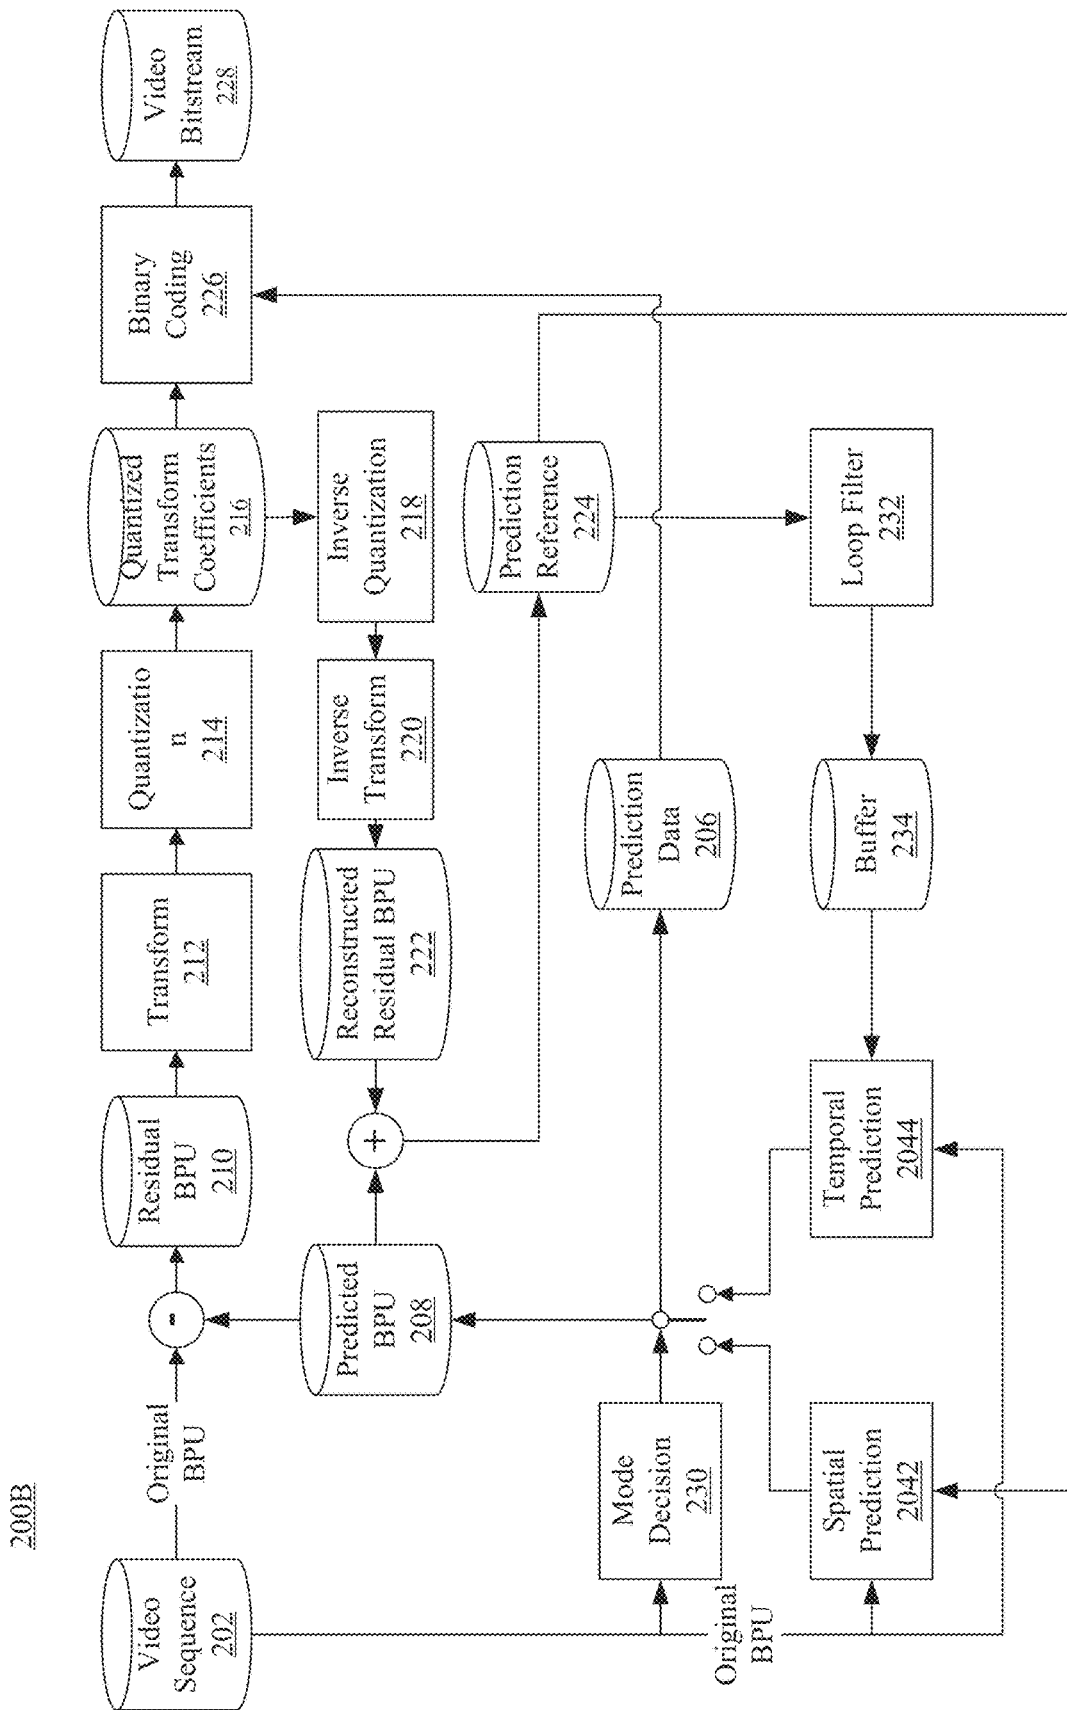 200B
Video
Sequence
202
Original
BPU
-
Residual
BPU
210
Transform
212
Quantizatio
n
214
Quantized
Transform
Coefficients
216
Binary
Coding
226
Video
Bitstream
228
Predicted
BPU
208
+
Reconstructed
Residual BPU
222
Inverse
Transform
220
Inverse
Quantization
218
Prediction
Reference
224
Mode
Decision
230
Prediction
Data
206
Original
BPU
Spatial
Prediction
2042
Temporal
Prediction
2044
Buffer
234
Loop Filter
232